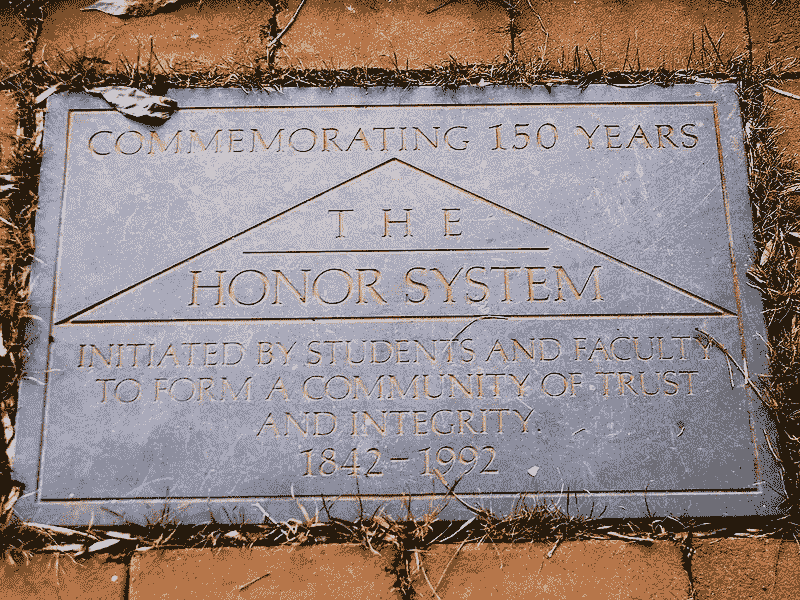 COMMEMORATING 150 YEARS
THE
HONOR SYSTEM
INITIATED BY STUDENTS AND FACULTY
TO FORM A COMMUNITY OF TRUST
AND INTEGRITY.
1842-1992